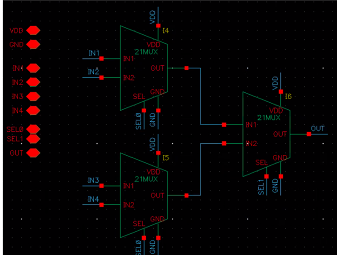 VDD
GND
IN1
IN2
IN3
IN4
SEL0
SEL1
OUT
VDD
I4
IN1
IN1
VDD
21MUX
IN2
IN2
OUT
SEL
GND
SEL0
GND
VDD
I5
IN3
IN1
VDD
21MUX
IN4
IN2
OUT
SEL
GND
SEL0
GND
VDD
I6
VDD
21MUX
IN1
IN2
OUT
OUT
SEL
GND
SEL1
GND